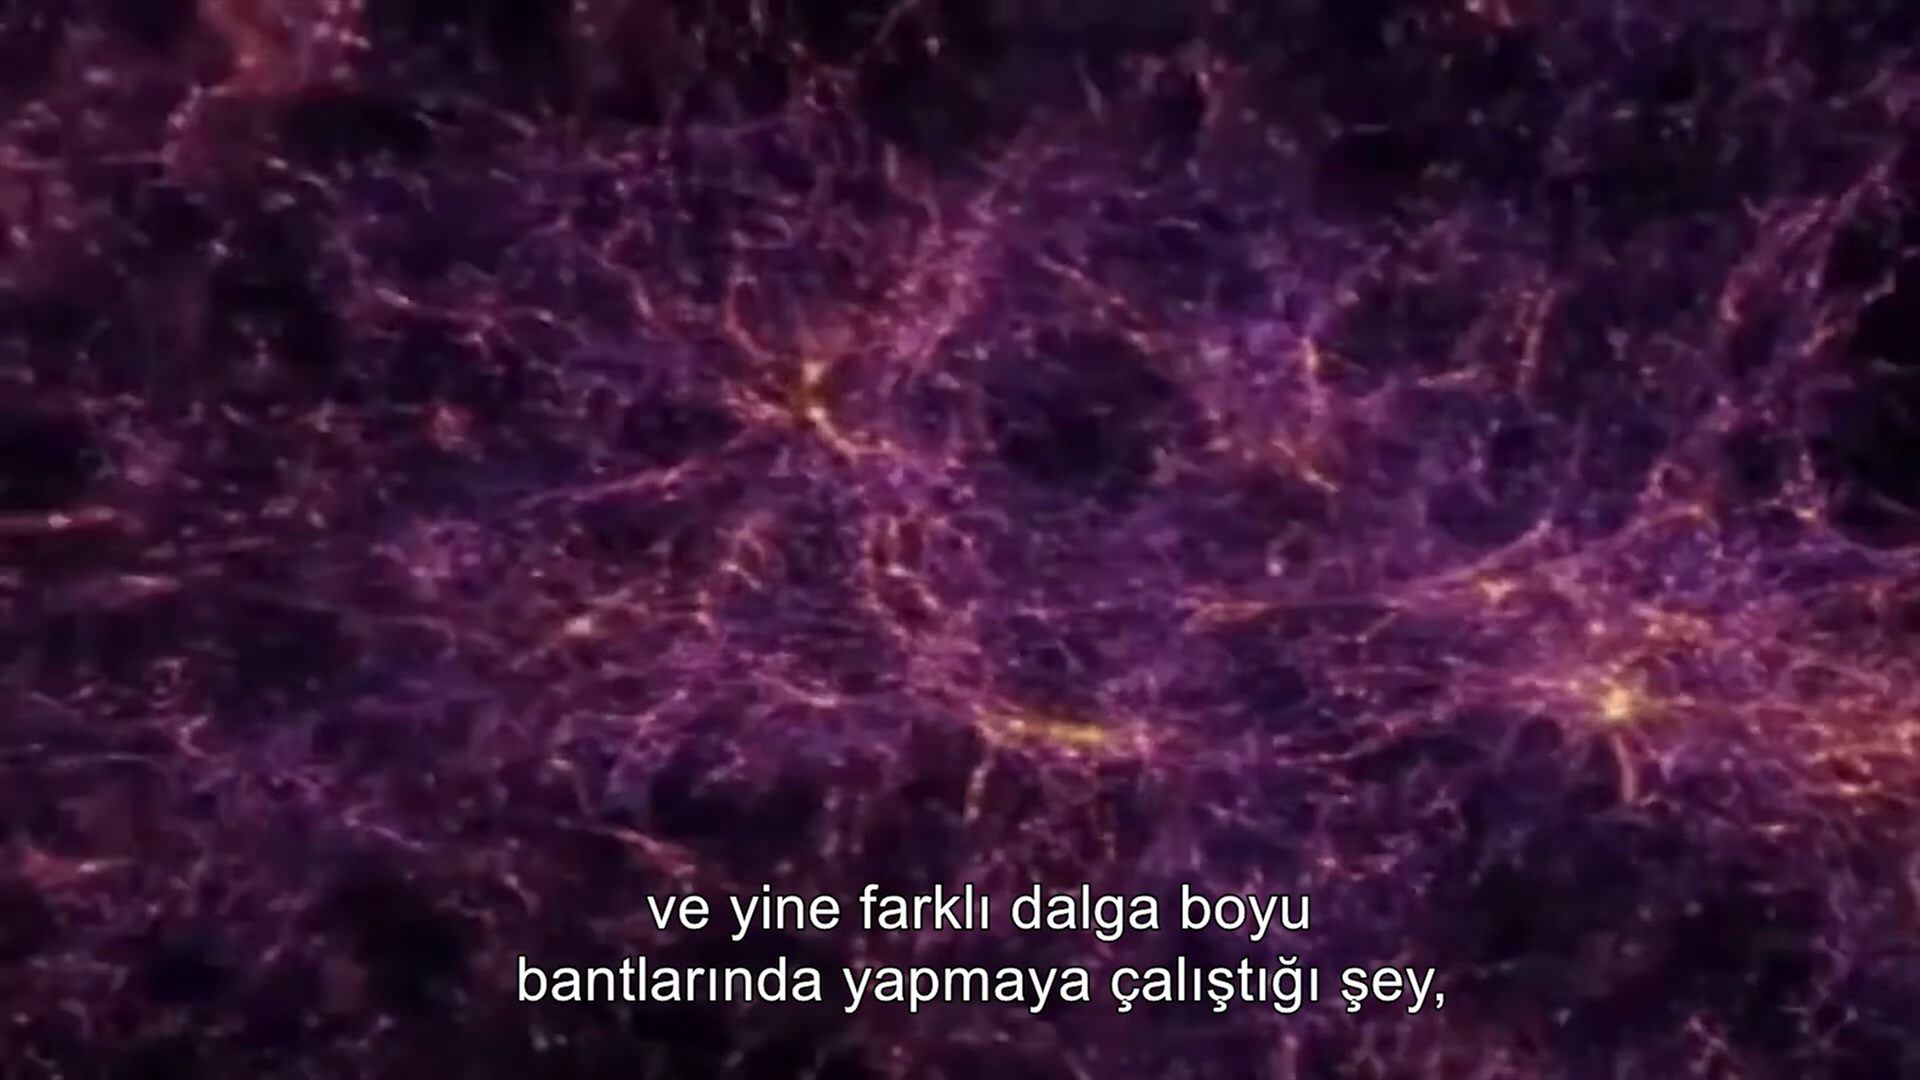 ve yine farklı dalga boyu
bantlarında yapmaya çalıştığı şey,